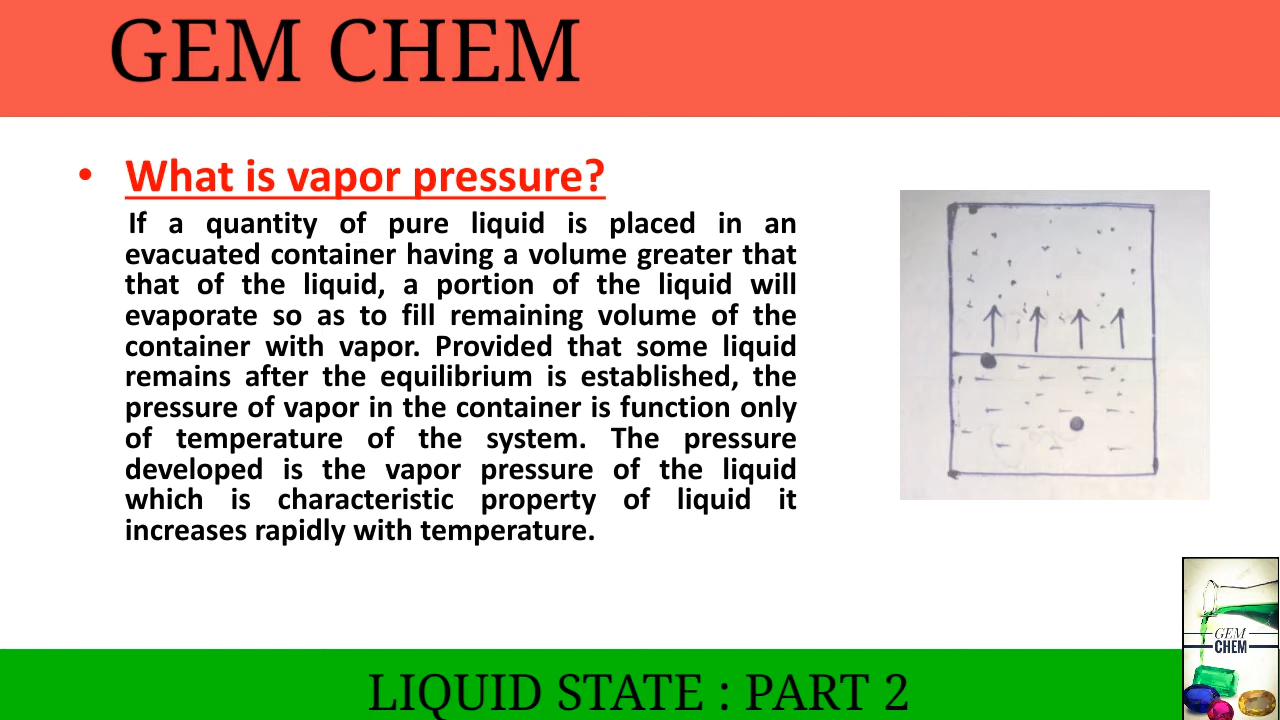 GEM CHEM
• What is vapor pressure?
If a quantity of pure liquid is placed in an
evacuated container having a volume greater that
that of the liquid, a portion of the liquid will
evaporate so as to fill remaining volume of the
container with vapor. Provided that some liquid
remains after the equilibrium is established, the
pressure of vapor in the container is function only
of temperature of the system. The pressure
developed is the vapor pressure of the liquid
which is characteristic property of liquid it
increases rapidly with temperature.
GEM
CHEM
LIQUID STATE : PART 2